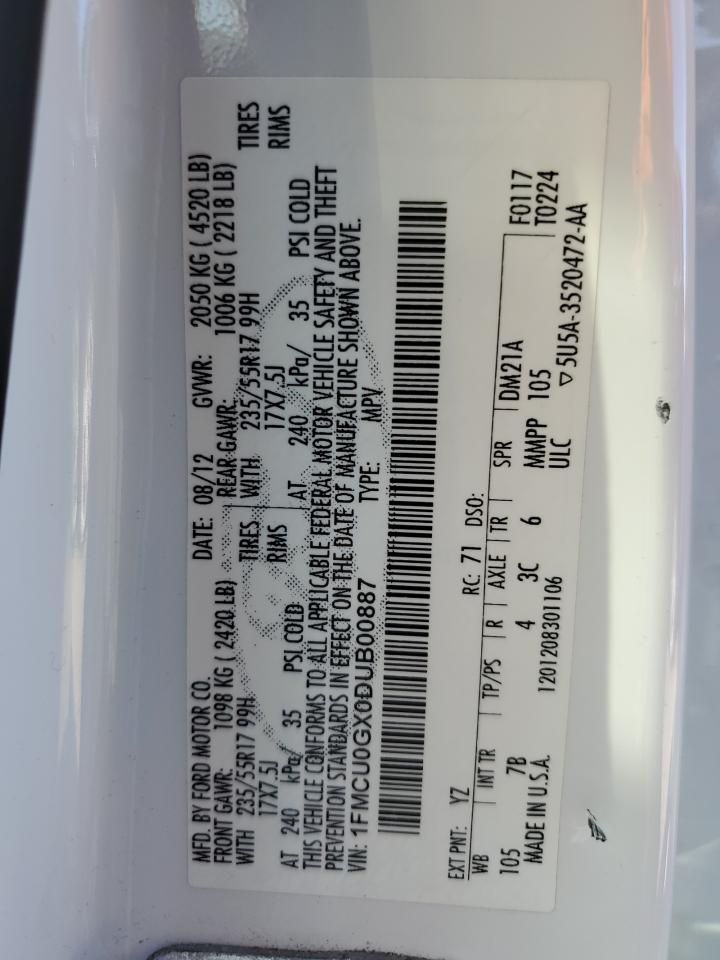 MFD. BY FORD MOTOR CO. DATE: 08/12 GVWR: 2050 KG ( 4520 LB)
FRONT GAWR: 1098 KG ( 2420 LB) REAR GAWR: 1006 KG ( 2218 LB)
WITH 235/55R17 99H TIRES WITH 235/55R17 99H TIRES
17X7.5J RIMS 17X7.5J RIMS
AT 240 kPa/ 35 PSI COLD AT 240 kPa/ 35 PSI COLD
THIS VEHICLE CONFORMS TO ALL APPLICABLE FEDERAL MOTOR VEHICLE SAFETY AND THEFT
PREVENTION STANDARDS IN EFFECT ON THE DATE OF MANUFACTURE SHOWN ABOVE.
VIN: 1FMCU0GX0DUB00887 TYPE: MPV
EXT PNT: YZ RC: 71 DSO: F0117
WB INT TR TP/PS R AXLE TR SPR DM21A T0224
105 7B 4 3C 6 MMPP 105
MADE IN U.S.A. 1201208301106 ULC ▽5U5A-3520472-AA